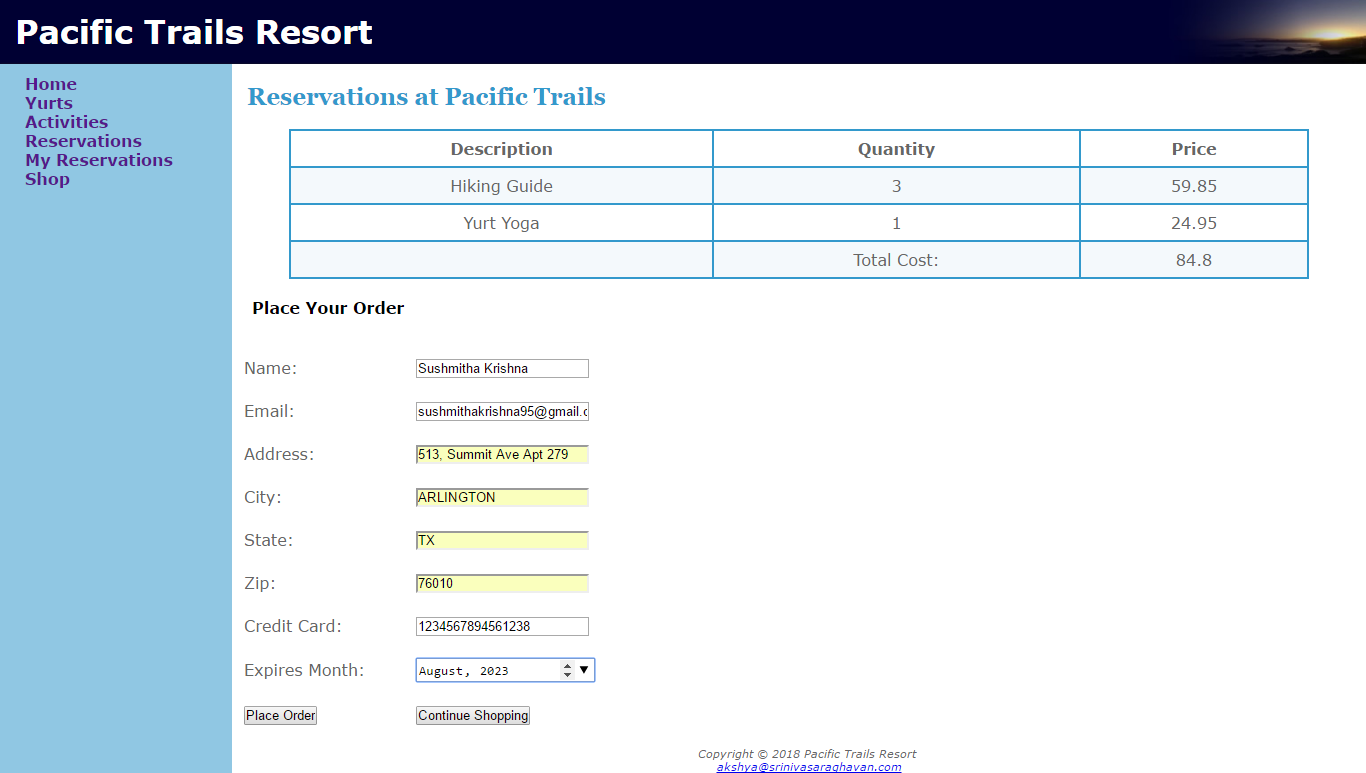 Pacific Trails Resort
Home
Yurts
Activities
Reservations
My Reservations
Shop
Reservations at Pacific Trails
Description Quantity Price
Hiking Guide 3 59.85
Yurt Yoga 1 24.95
Total Cost: 84.8
Place Your Order
Name: Sushmitha Krishna
Email: sushmithakrishna95@gmail.c
Address: 513, Summit Ave Apt 279
City: ARLINGTON
State: TX
Zip: 76010
Credit Card: 1234567894561238
Expires Month: August, 2023
Place Order Continue Shopping
Copyright © 2018 Pacific Trails Resort
akshya@srinivasaraghavan.com